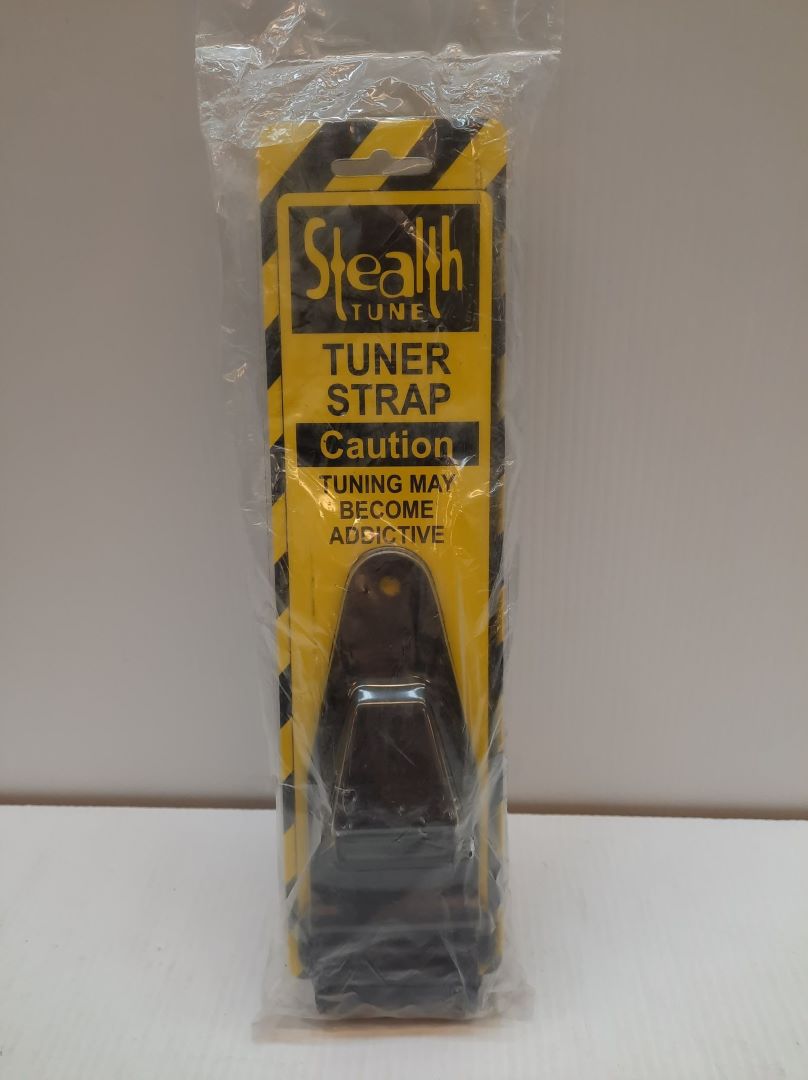 Stealth
TUNE
TUNER
STRAP
Caution
TUNING MAY
BECOME
ADDICTIVE